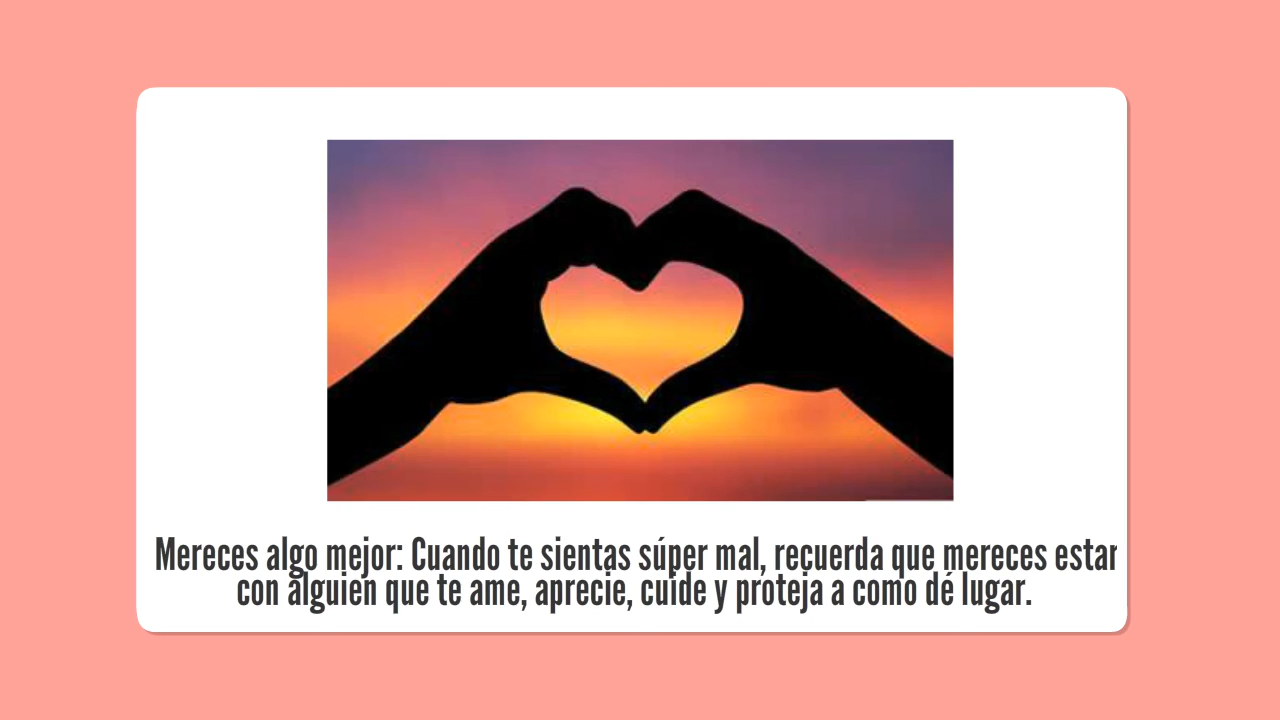 Mereces algo mejor: Cuando te sientas súper mal, recuerda que mereces estar
con alguien que te ame, aprecie, cuide y proteja a como dé lugar.